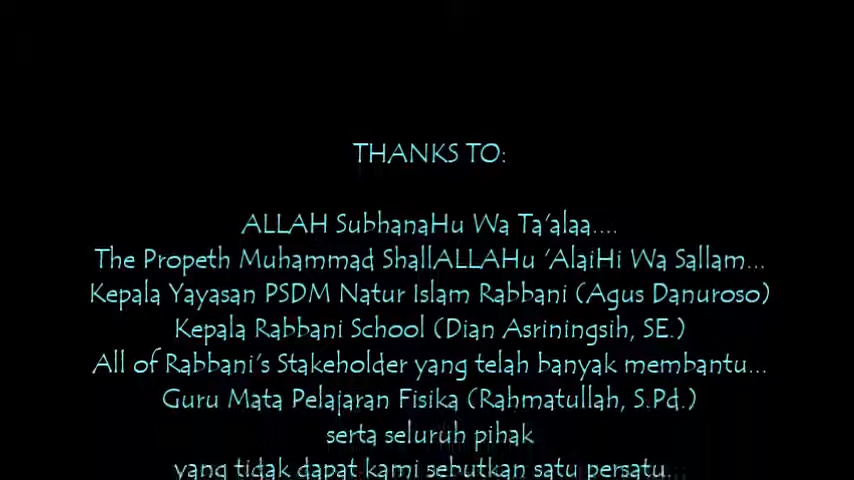 THANKS TO:
ALLAH SubhanaHu Wa Ta'alaa....
The Propeth Muhammad ShallALLAHu 'AlaiHi Wa Sallam...
Kepala Yayasan PSDM Natur Islam Rabbani (Agus Danuroso)
Kepala Rabbani School (Dian Asriningsih, SE.)
All of Rabbani's Stakeholder yang telah banyak membantu...
Guru Mata Pelajaran Fisika (Rahmatullah, S.Pd.)
serta seluruh pihak
yang tidak dapat kami sebutkan satu persatu...